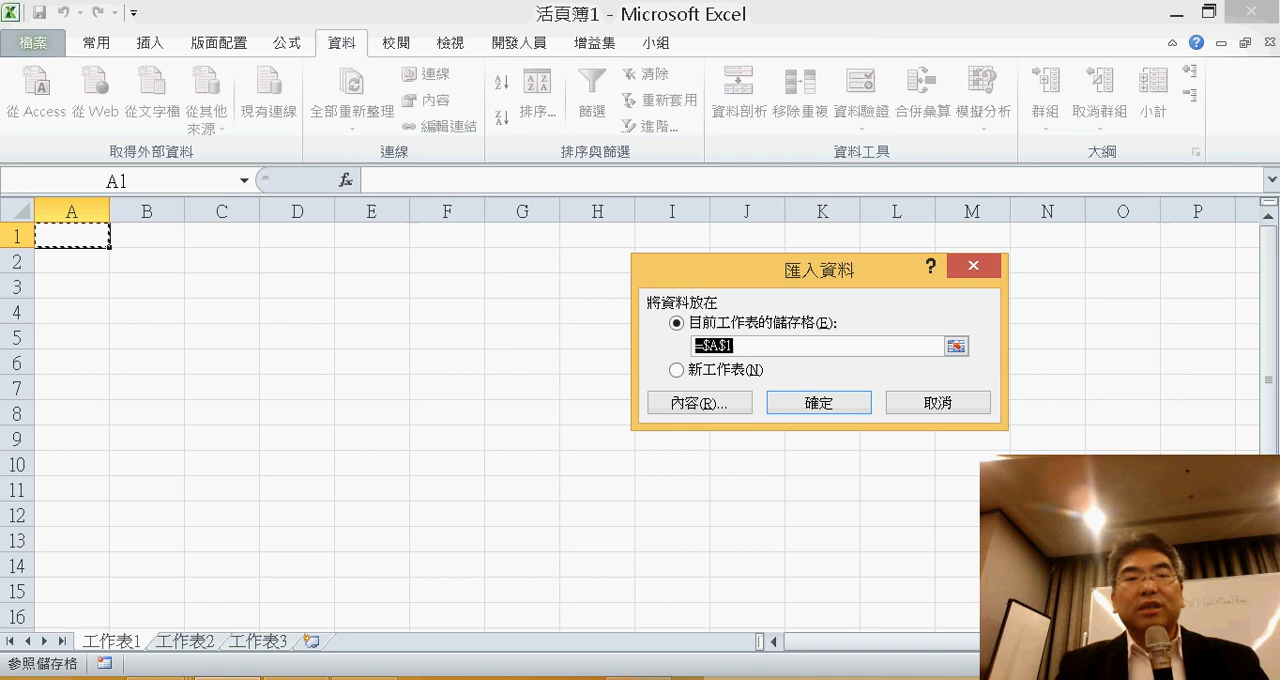 活頁簿1 - Microsoft Excel
檔案 常用 插入 版面配置 公式 資料 校閱 檢視 開發人員 增益集 小組
從 Access 從 Web 從文字檔 從其他來源 現有連線
取得外部資料
全部重新整理
連線
內容
編輯連結
連線
排序...
篩選
清除
重新套用
進階...
排序與篩選
資料剖析 移除重複 資料驗證 合併彙算 模擬分析
資料工具
群組 取消群組 小計
大綱
A1 fx
A B C D E F G H I J K L M N O P
1
2
3
4
5
6
7
8
9
10
11
12
13
14
15
16
匯入資料
將資料放在
目前工作表的儲存格(E):
=$A$1
新工作表(N)
內容(R)... 確定 取消
工作表1 工作表2 工作表3
參照儲存格